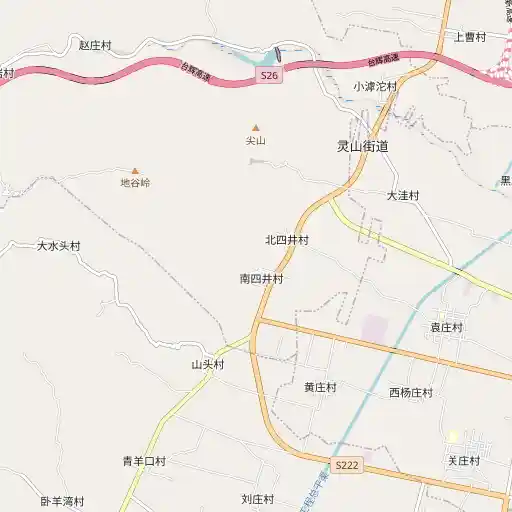 上曹村
赵庄村
台辉高速
台辉高速
S26
小滹沱村
尖山
灵山街道
地谷岭
大洼村
北四井村
大水头村
南四井村
袁庄村
山头村
黄庄村
西杨庄村
青羊口村
S222
关庄村
卧羊湾村
刘庄村